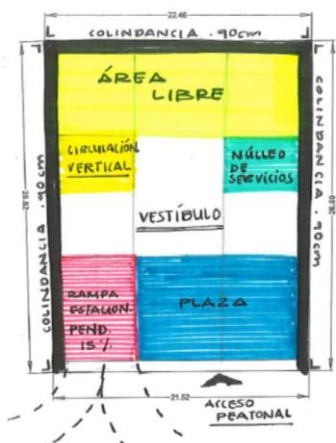 22.46
COLINDANCIA .90cm
ÁREA
LIBRE
CIRCULACIÓN
VERTICAL
NÚCLEO
DE
SERVICIOS
COLINDANCIA .90cm
COLINDANCIA .90cm
VESTÍBULO
RAMPA
ESTACION.
PEND.
15%
PLAZA
21.52
ACCESO
PEATONAL